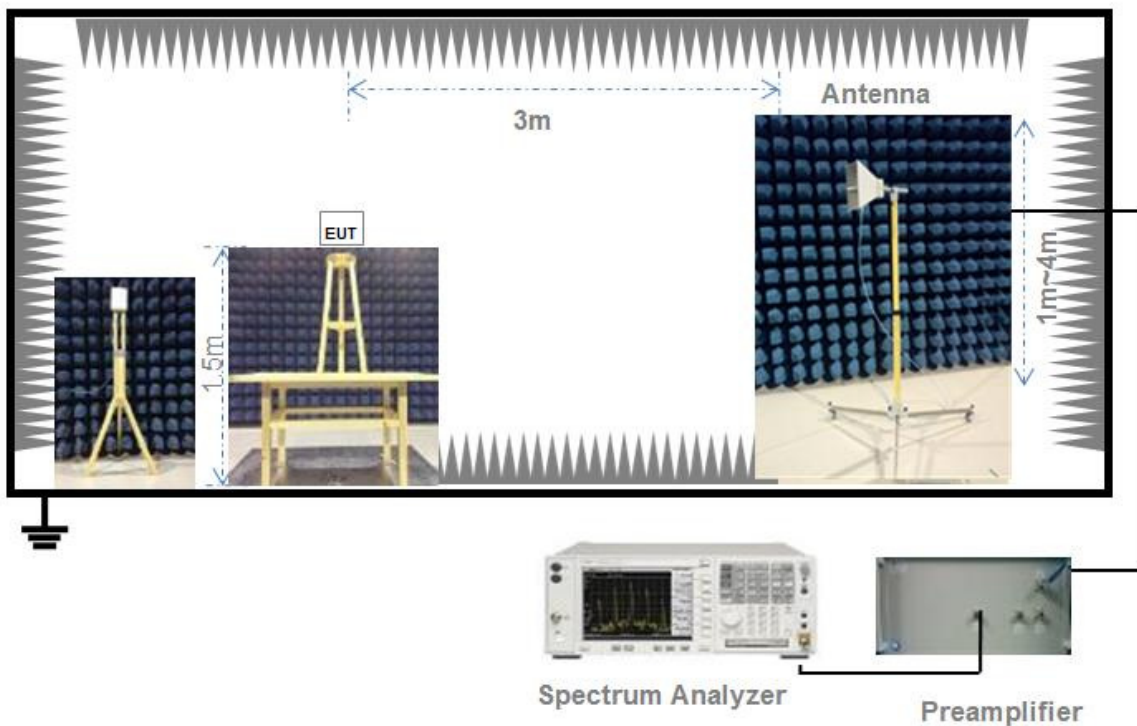 Antenna
3m
EUT
1.5m
1m~4m
Spectrum Analyzer
Preamplifier